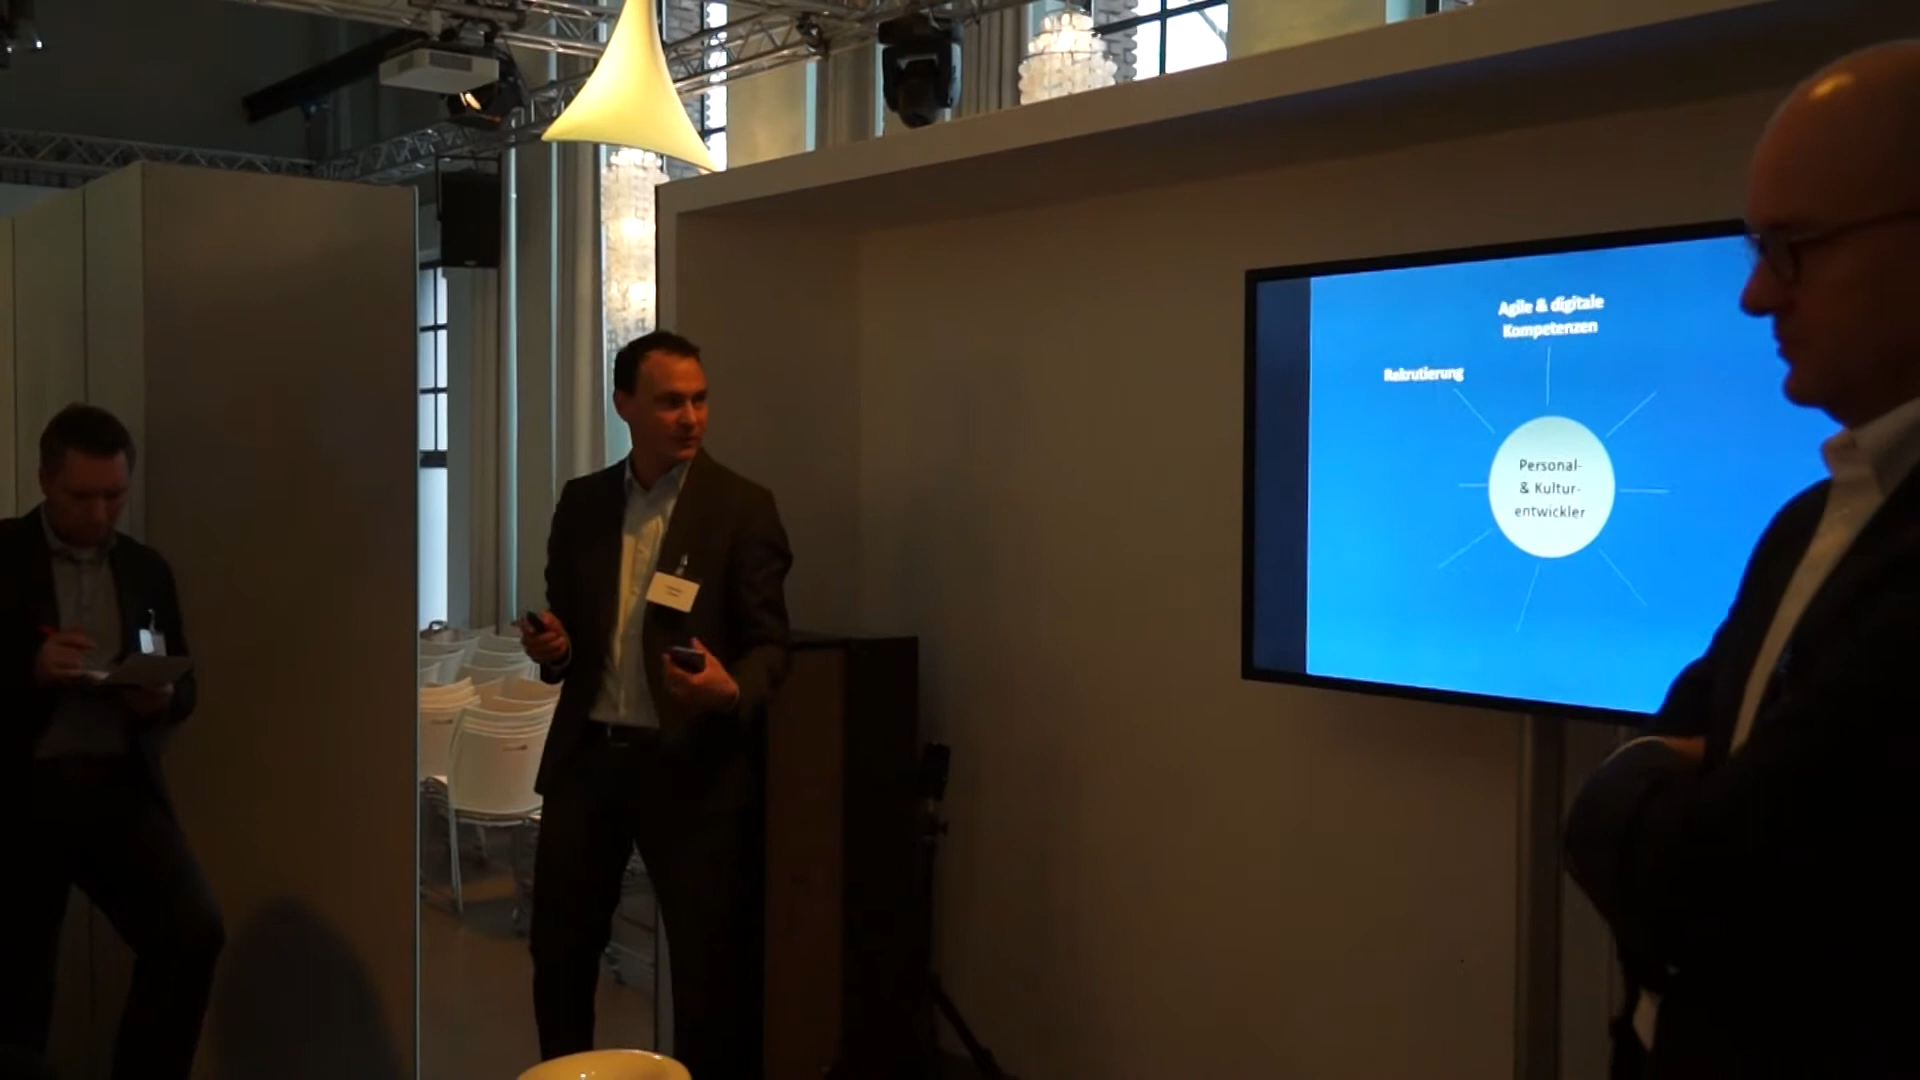 Agile & digitale
Kompetenzen
Rekrutierung
Personal-
& Kultur-
entwickler